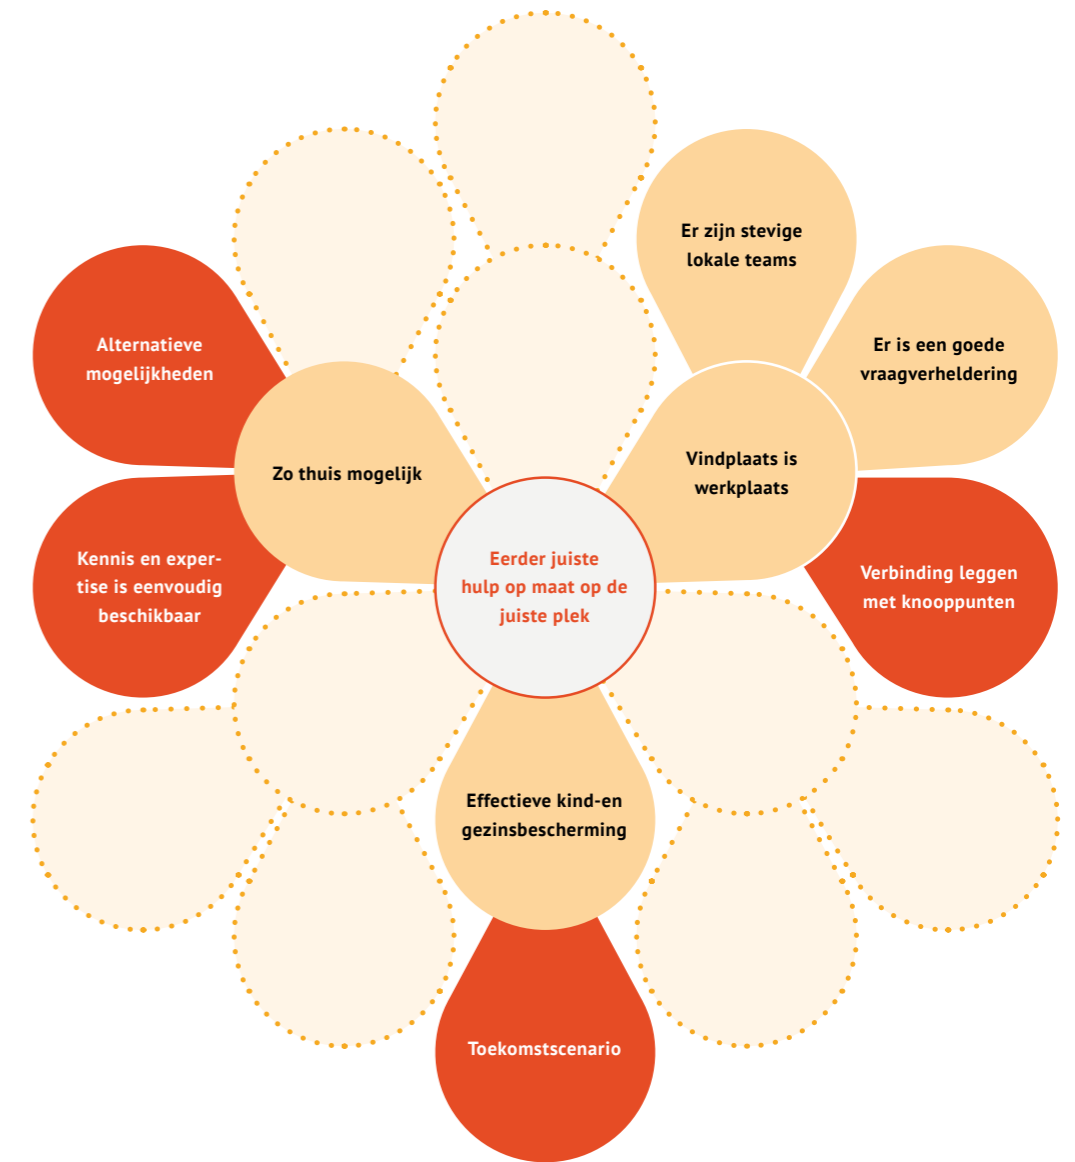 Er zijn stevige
lokale teams
Alternatieve
mogelijkheden
Er is een goede
vraagverheldering
Zo thuis mogelijk
Vindplaats is
werkplaats
Kennis en exper-
tise is eenvoudig
beschikbaar
Eerder juiste
hulp op maat op de
juiste plek
Verbinding leggen
met knooppunten
Effectieve kind-en
gezinsbescherming
Toekomstscenario